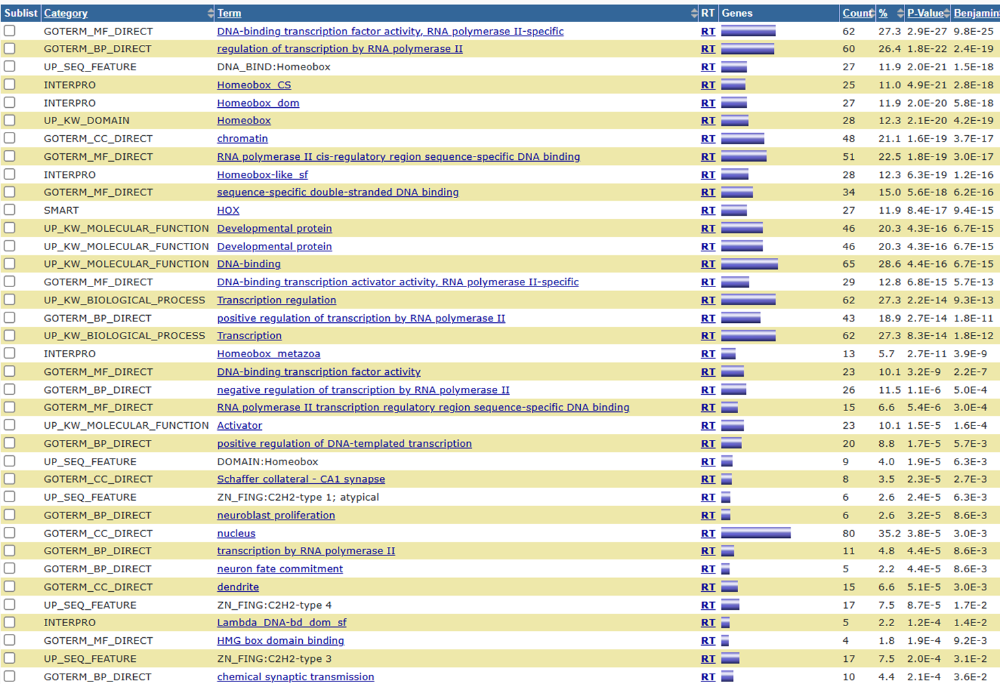 Sublist Category Term RT Genes Count % P-Value Benjamin
GOTERM_MF_DIRECT DNA-binding transcription factor activity, RNA polymerase II-specific RT 62 27.3 2.9E-27 9.8E-25
GOTERM_BP_DIRECT regulation of transcription by RNA polymerase II RT 60 26.4 1.8E-22 2.4E-19
UP_SEQ_FEATURE DNA_BIND:Homeobox RT 27 11.9 2.0E-21 1.5E-18
INTERPRO Homeobox_CS RT 25 11.0 4.9E-21 2.8E-18
INTERPRO Homeobox_dom RT 27 11.9 2.0E-20 5.8E-18
UP_KW_DOMAIN Homeobox RT 28 12.3 2.1E-20 4.2E-19
GOTERM_CC_DIRECT chromatin RT 48 21.1 1.6E-19 3.7E-17
GOTERM_MF_DIRECT RNA polymerase II cis-regulatory region sequence-specific DNA binding RT 51 22.5 1.8E-19 3.0E-17
INTERPRO Homeobox-like_sf RT 28 12.3 6.3E-19 1.2E-16
GOTERM_MF_DIRECT sequence-specific double-stranded DNA binding RT 34 15.0 5.6E-18 6.2E-16
SMART HOX RT 27 11.9 8.4E-17 9.4E-15
UP_KW_MOLECULAR_FUNCTION Developmental protein RT 46 20.3 4.3E-16 6.7E-15
UP_KW_MOLECULAR_FUNCTION Developmental protein RT 46 20.3 4.3E-16 6.7E-15
UP_KW_MOLECULAR_FUNCTION DNA-binding RT 65 28.6 4.4E-16 6.7E-15
GOTERM_MF_DIRECT DNA-binding transcription activator activity, RNA polymerase II-specific RT 29 12.8 6.8E-15 5.7E-13
UP_KW_BIOLOGICAL_PROCESS Transcription regulation RT 62 27.3 2.2E-14 9.3E-13
GOTERM_BP_DIRECT positive regulation of transcription by RNA polymerase II RT 43 18.9 2.7E-14 1.8E-11
UP_KW_BIOLOGICAL_PROCESS Transcription RT 62 27.3 8.3E-14 1.8E-12
INTERPRO Homeobox_metazoa RT 13 5.7 2.7E-11 3.9E-9
GOTERM_MF_DIRECT DNA-binding transcription factor activity RT 23 10.1 3.2E-9 2.2E-7
GOTERM_BP_DIRECT negative regulation of transcription by RNA polymerase II RT 26 11.5 1.1E-6 5.0E-4
GOTERM_MF_DIRECT RNA polymerase II transcription regulatory region sequence-specific DNA binding RT 15 6.6 5.4E-6 3.0E-4
UP_KW_MOLECULAR_FUNCTION Activator RT 23 10.1 1.5E-5 1.6E-4
GOTERM_BP_DIRECT positive regulation of DNA-templated transcription RT 20 8.8 1.7E-5 5.7E-3
UP_SEQ_FEATURE DOMAIN:Homeobox RT 9 4.0 1.9E-5 6.3E-3
GOTERM_CC_DIRECT Schaffer collateral - CA1 synapse RT 8 3.5 2.3E-5 2.7E-3
UP_SEQ_FEATURE ZN_FING:C2H2-type 1; atypical RT 6 2.6 2.4E-5 6.3E-3
GOTERM_BP_DIRECT neuroblast proliferation RT 6 2.6 3.2E-5 8.6E-3
GOTERM_CC_DIRECT nucleus RT 80 35.2 3.8E-5 3.0E-3
GOTERM_BP_DIRECT transcription by RNA polymerase II RT 11 4.8 4.4E-5 8.6E-3
GOTERM_BP_DIRECT neuron fate commitment RT 5 2.2 4.4E-5 8.6E-3
GOTERM_CC_DIRECT dendrite RT 15 6.6 5.1E-5 3.0E-3
UP_SEQ_FEATURE ZN_FING:C2H2-type 4 RT 17 7.5 8.7E-5 1.7E-2
INTERPRO Lambda_DNA-bd_dom_sf RT 5 2.2 1.2E-4 1.4E-2
GOTERM_MF_DIRECT HMG box domain binding RT 4 1.8 1.9E-4 9.2E-3
UP_SEQ_FEATURE ZN_FING:C2H2-type 3 RT 17 7.5 2.0E-4 3.1E-2
GOTERM_BP_DIRECT chemical synaptic transmission RT 10 4.4 2.1E-4 3.6E-2